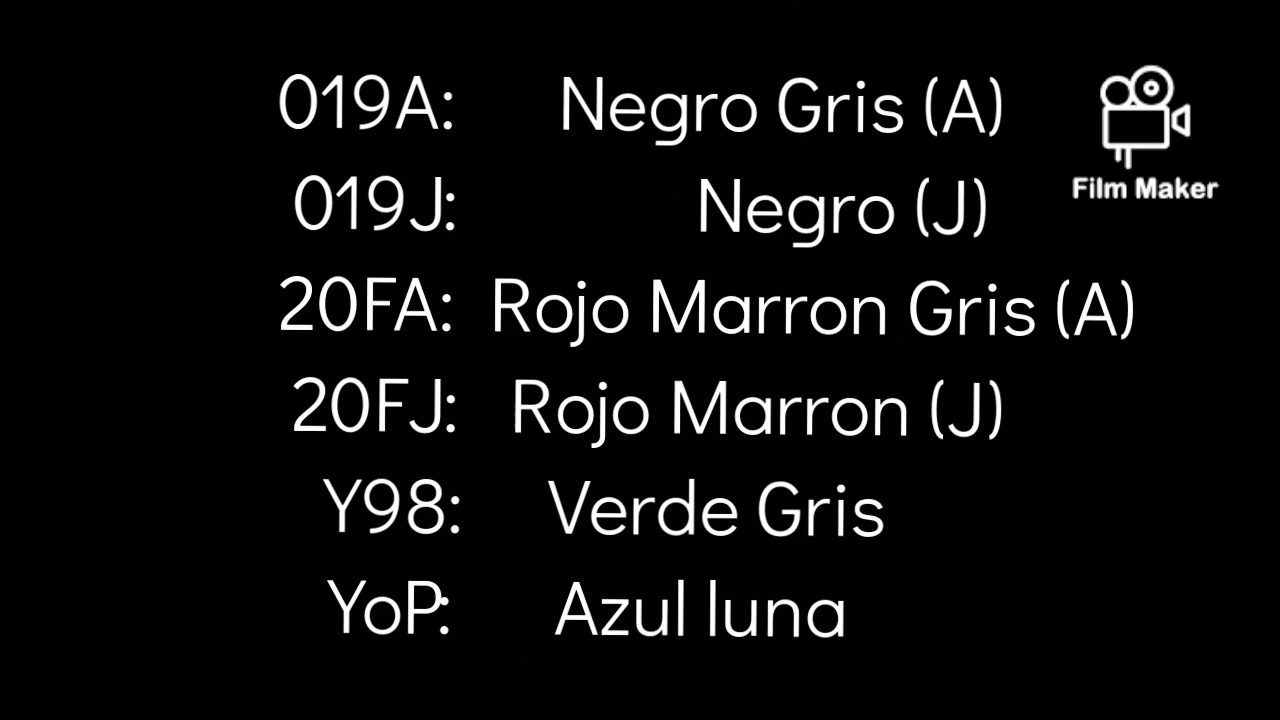 019A: Negro Gris (A)
019J: Negro (J)
20FA: Rojo Marron Gris (A)
20FJ: Rojo Marron (J)
Y98: Verde Gris
YoP: Azul luna
Film Maker